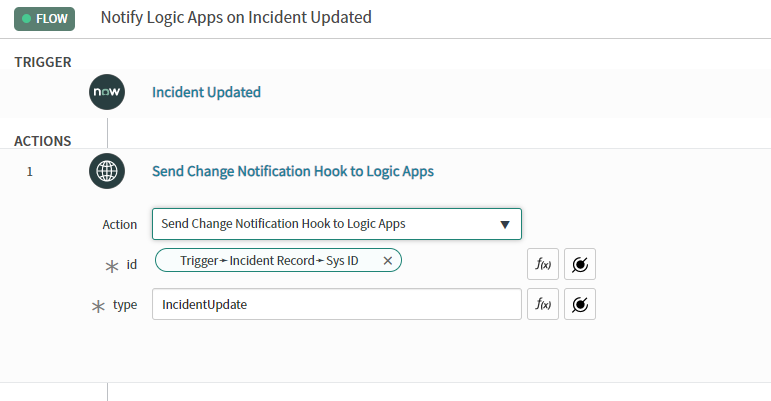 FLOW Notify Logic Apps on Incident Updated
TRIGGER
now Incident Updated
ACTIONS
1 Send Change Notification Hook to Logic Apps
Action Send Change Notification Hook to Logic Apps ▼
* id Trigger➛Incident Record➛Sys ID × f(x)
* type IncidentUpdate f(x)